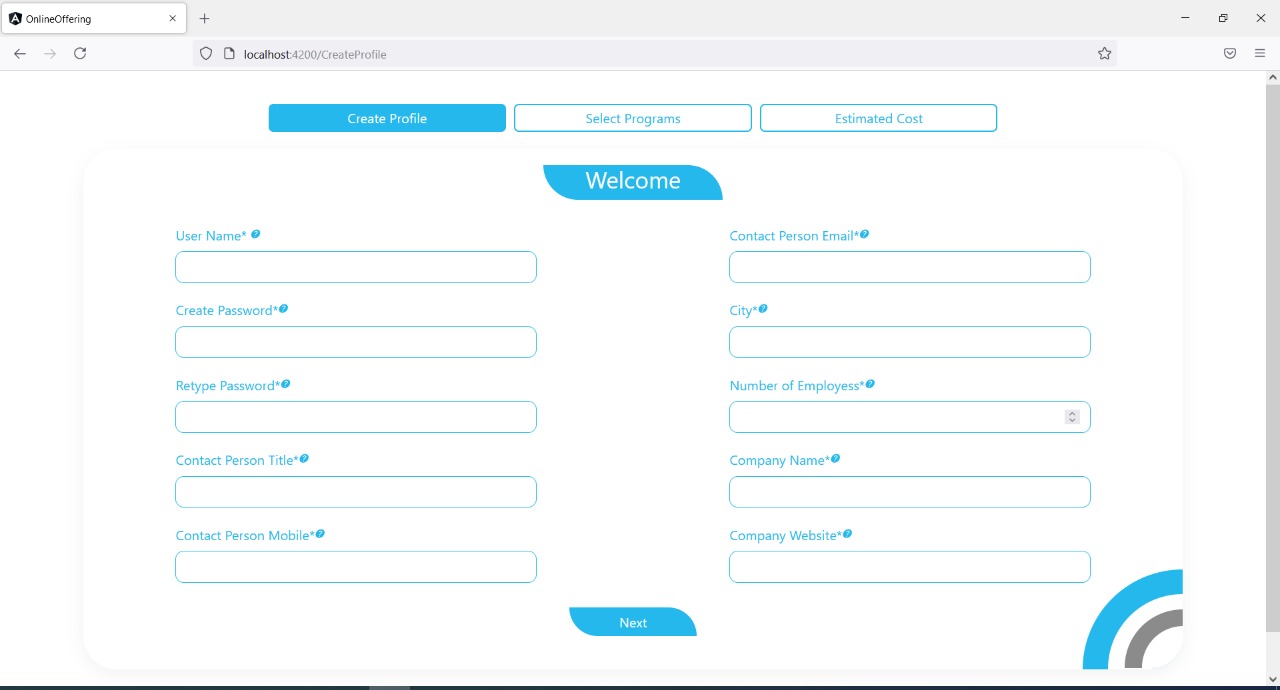 OnlineOffering
localhost:4200/CreateProfile
Create Profile
Select Programs
Estimated Cost
Welcome
User Name*
Contact Person Email*
Create Password*
City*
Retype Password*
Number of Employess*
Contact Person Title*
Company Name*
Contact Person Mobile*
Company Website*
Next